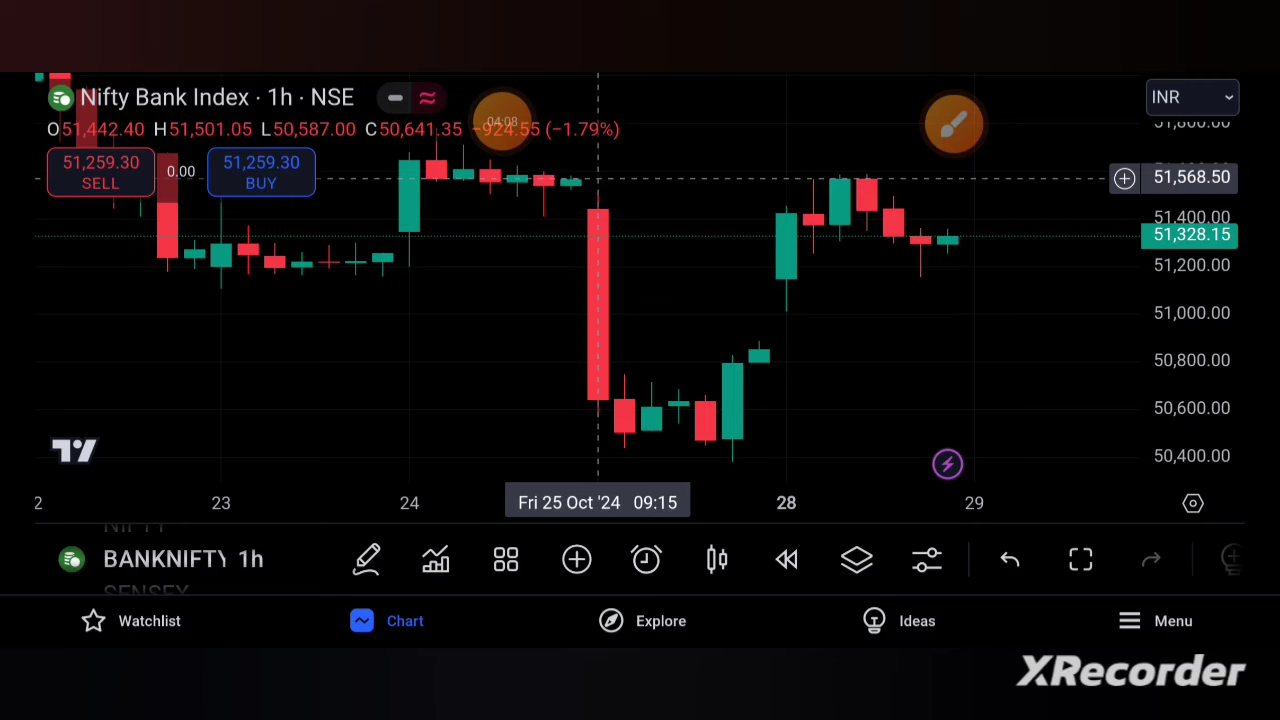 Nifty Bank Index · 1h · NSE
INR
04:08
O51,442.40 H51,501.05 L50,587.00 C50,641.35 −924.55 (−1.79%)
51,800.00
51,259.30
SELL
0.00
51,259.30
BUY
51,568.50
51,400.00
51,328.15
51,200.00
51,000.00
50,800.00
50,600.00
50,400.00
2 23 24 Fri 25 Oct '24 09:15 28 29
NIFTY
BANKNIFTY 1h
SENSEX
Watchlist Chart Explore Ideas Menu
XRecorder